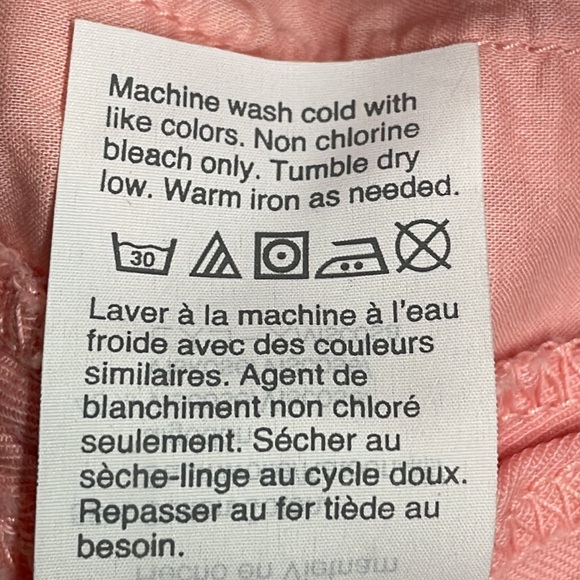 Machine wash cold with
like colors. Non chlorine
bleach only. Tumble dry
low. Warm iron as needed.
30
Laver à la machine à l'eau
froide avec des couleurs
similaires. Agent de
blanchiment non chloré
seulement. Sécher au
sèche-linge au cycle doux.
Repasser au fer tiède au
besoin.